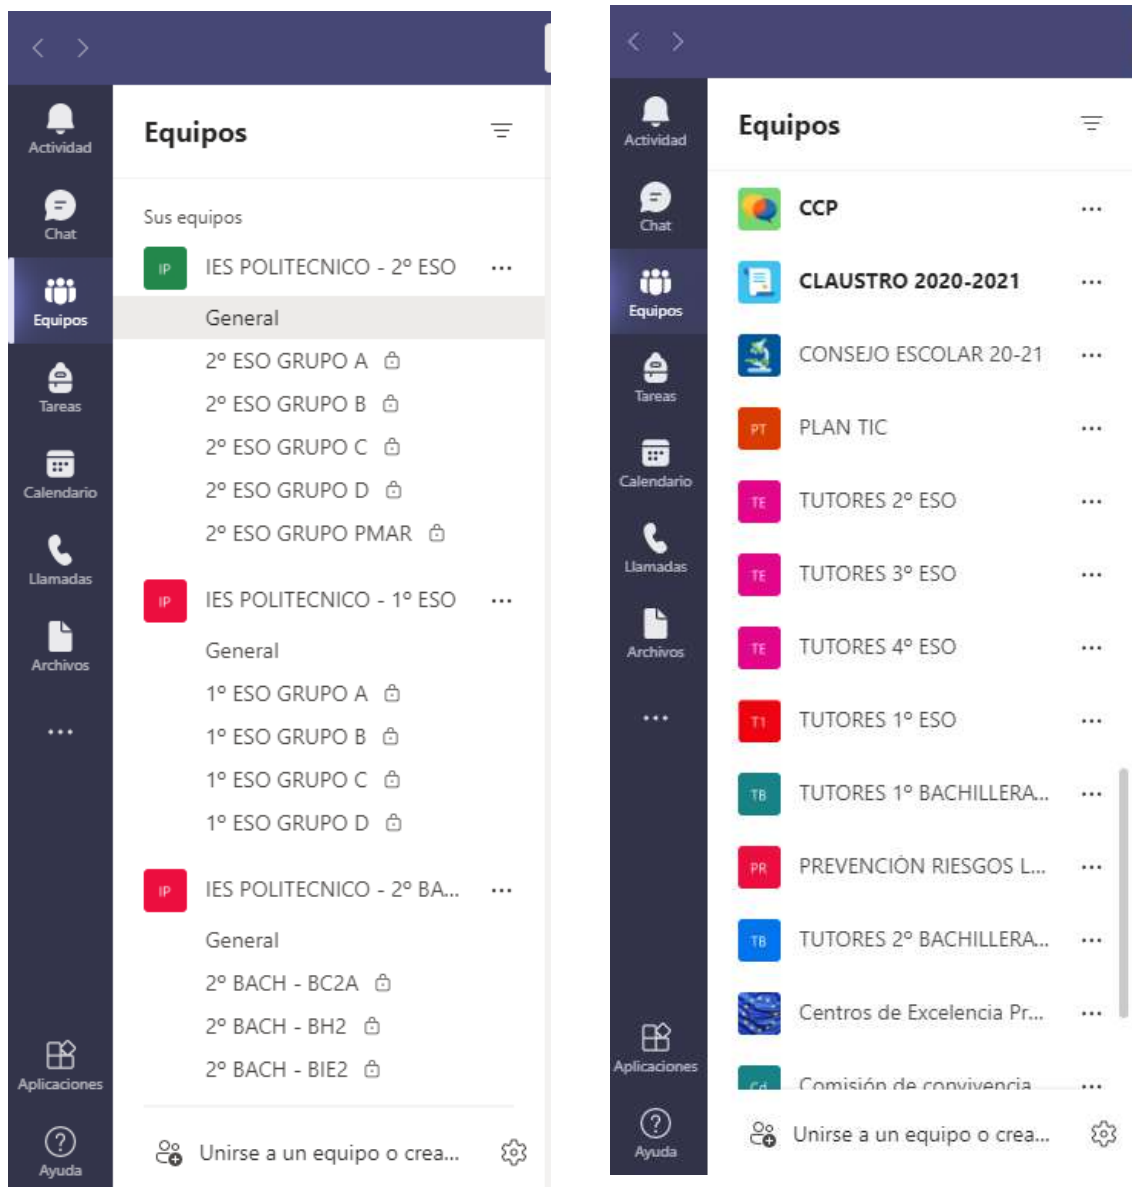 Actividad
Chat
Equipos
Tareas
Calendario
Llamadas
Archivos
Aplicaciones
Ayuda
Equipos
Sus equipos
IP IES POLITECNICO - 2º ESO
General
2º ESO GRUPO A
2º ESO GRUPO B
2º ESO GRUPO C
2º ESO GRUPO D
2º ESO GRUPO PMAR
IP IES POLITECNICO - 1º ESO
General
1º ESO GRUPO A
1º ESO GRUPO B
1º ESO GRUPO C
1º ESO GRUPO D
IP IES POLITECNICO - 2º BA...
General
2º BACH - BC2A
2º BACH - BH2
2º BACH - BIE2
Unirse a un equipo o crea...
Actividad
Chat
Equipos
Tareas
Calendario
Llamadas
Archivos
Aplicaciones
Ayuda
Equipos
CCP
CLAUSTRO 2020-2021
CONSEJO ESCOLAR 20-21
PT PLAN TIC
TE TUTORES 2º ESO
TE TUTORES 3º ESO
TE TUTORES 4º ESO
T1 TUTORES 1º ESO
TB TUTORES 1º BACHILLERA...
PR PREVENCIÓN RIESGOS L...
TB TUTORES 2º BACHILLERA...
Centros de Excelencia Pr...
Cd Comisión de convivencia
Unirse a un equipo o crea...